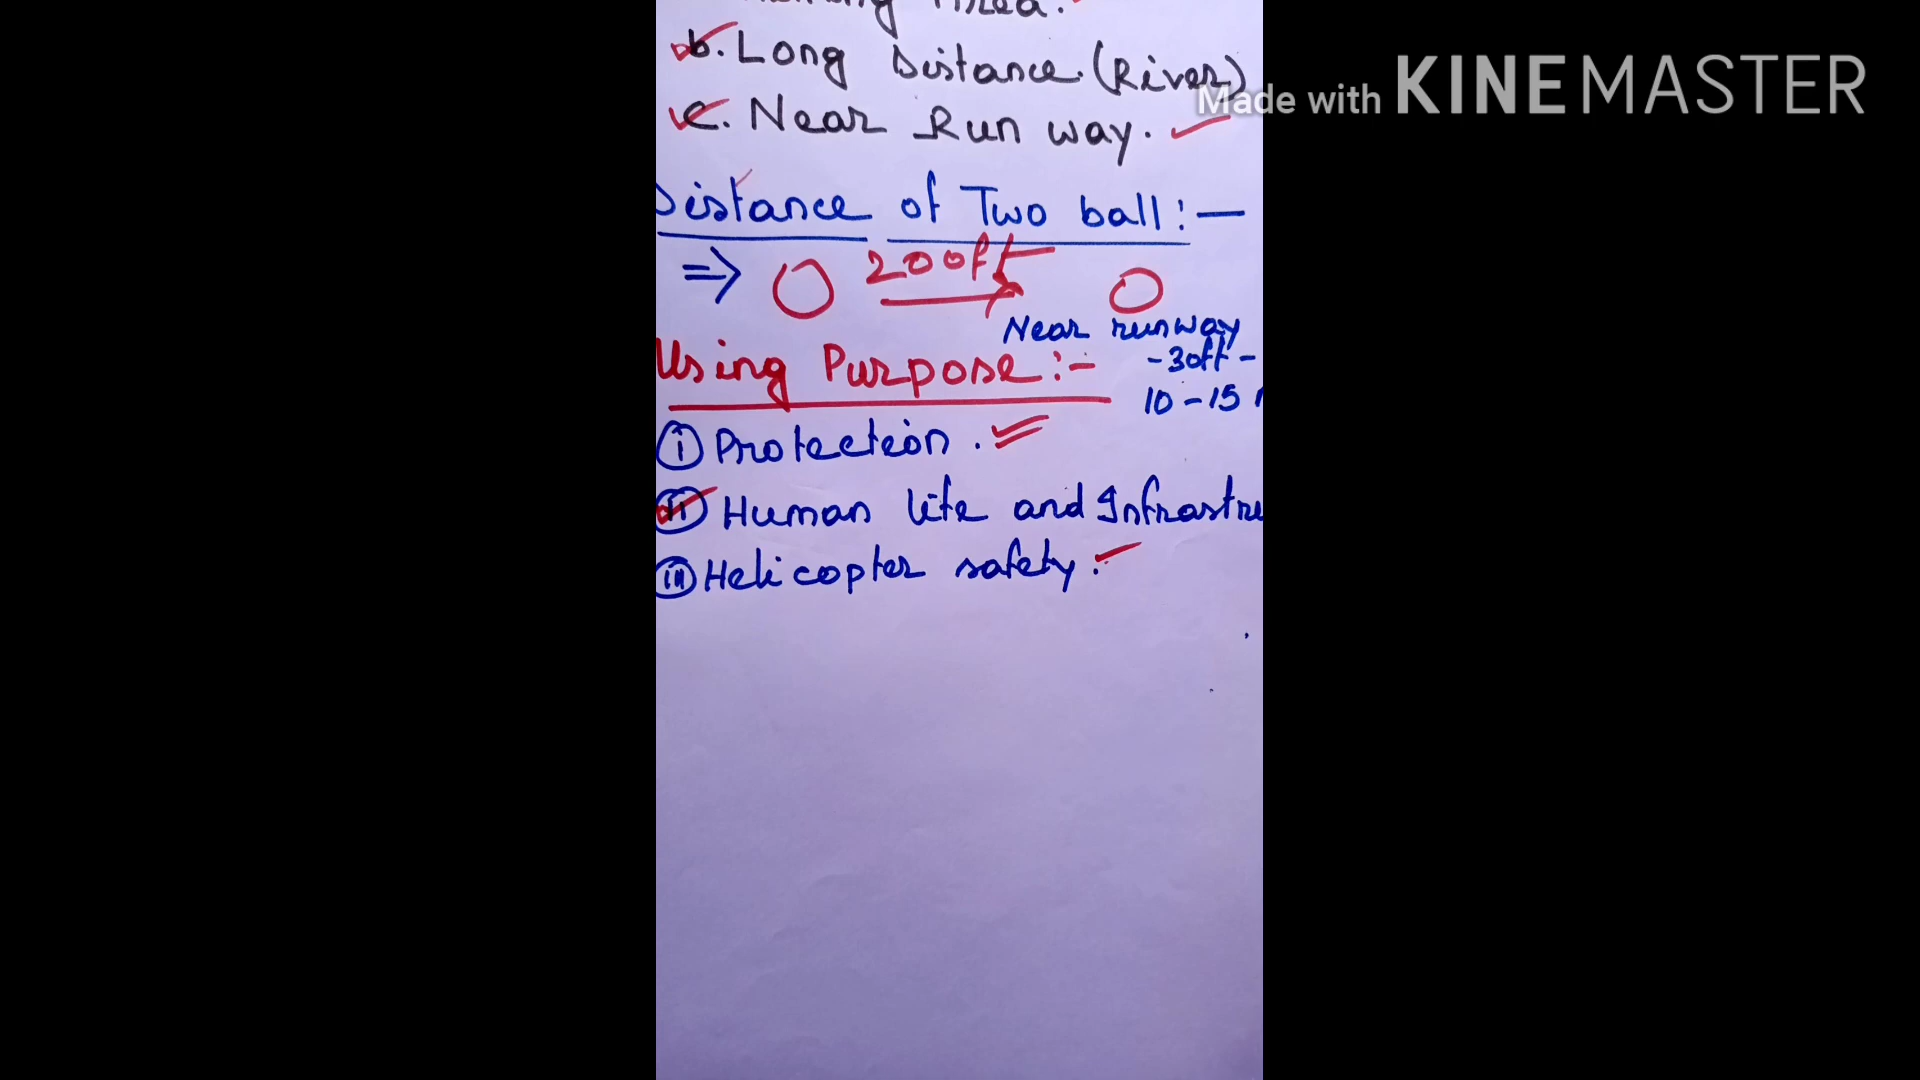 Area.
b. Long Distance. (River)
c. Near Run way.
Made with KINEMASTER
Distance of Two ball :-
⇒ 200ft
Near runway
Using Purpose :-
- 30ft -
10 - 15
(i) Protection.
(ii) Human life and Infrastru
(iii) Helicopter safety.